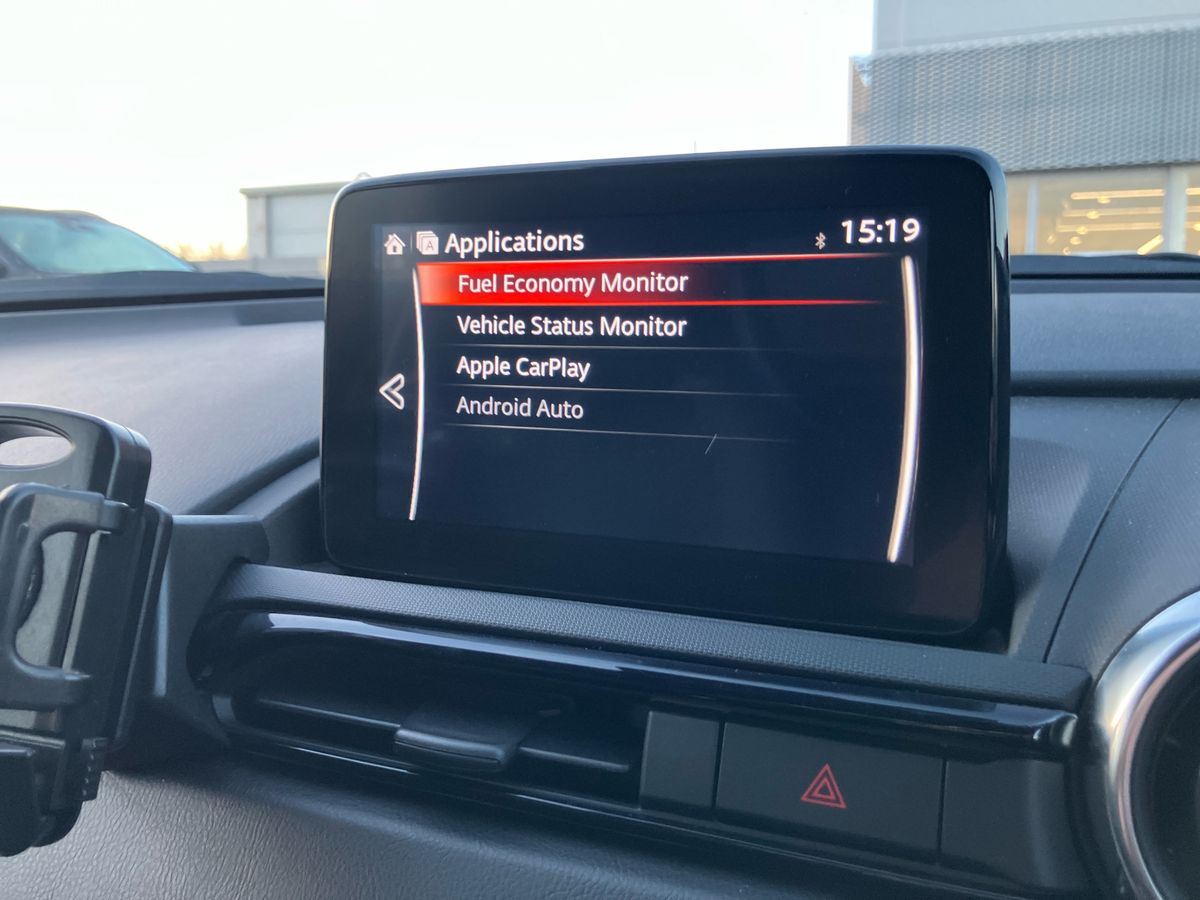 A Applications 15:19
Fuel Economy Monitor
Vehicle Status Monitor
Apple CarPlay
Android Auto